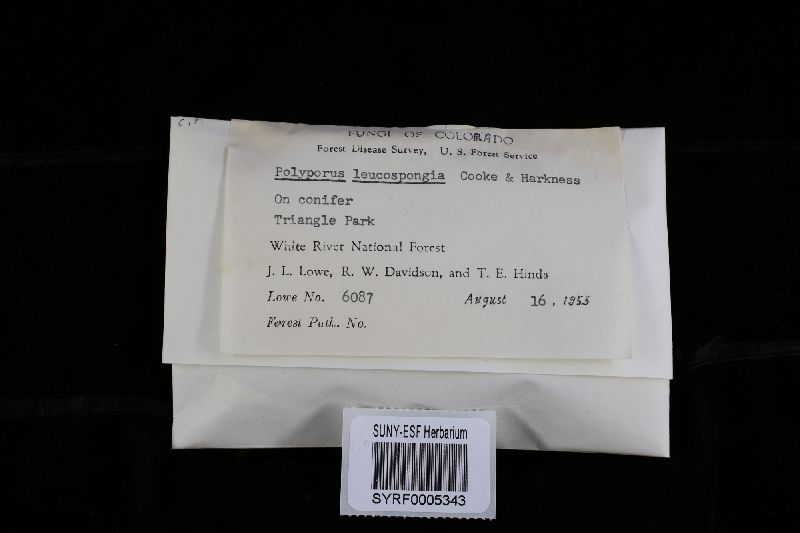 FUNGI OF COLORADO
Forest Disease Survey, U. S. Forest Service
Polyporus leucospongia Cooke & Harkness
On conifer
Triangle Park
White River National Forest
J. L. Lowe, R. W. Davidson, and T. E. Hinds
Lowe No. 6087 August 16, 1955
Forest Path. No.
SUNY-ESF Herbarium
SYRF0005343